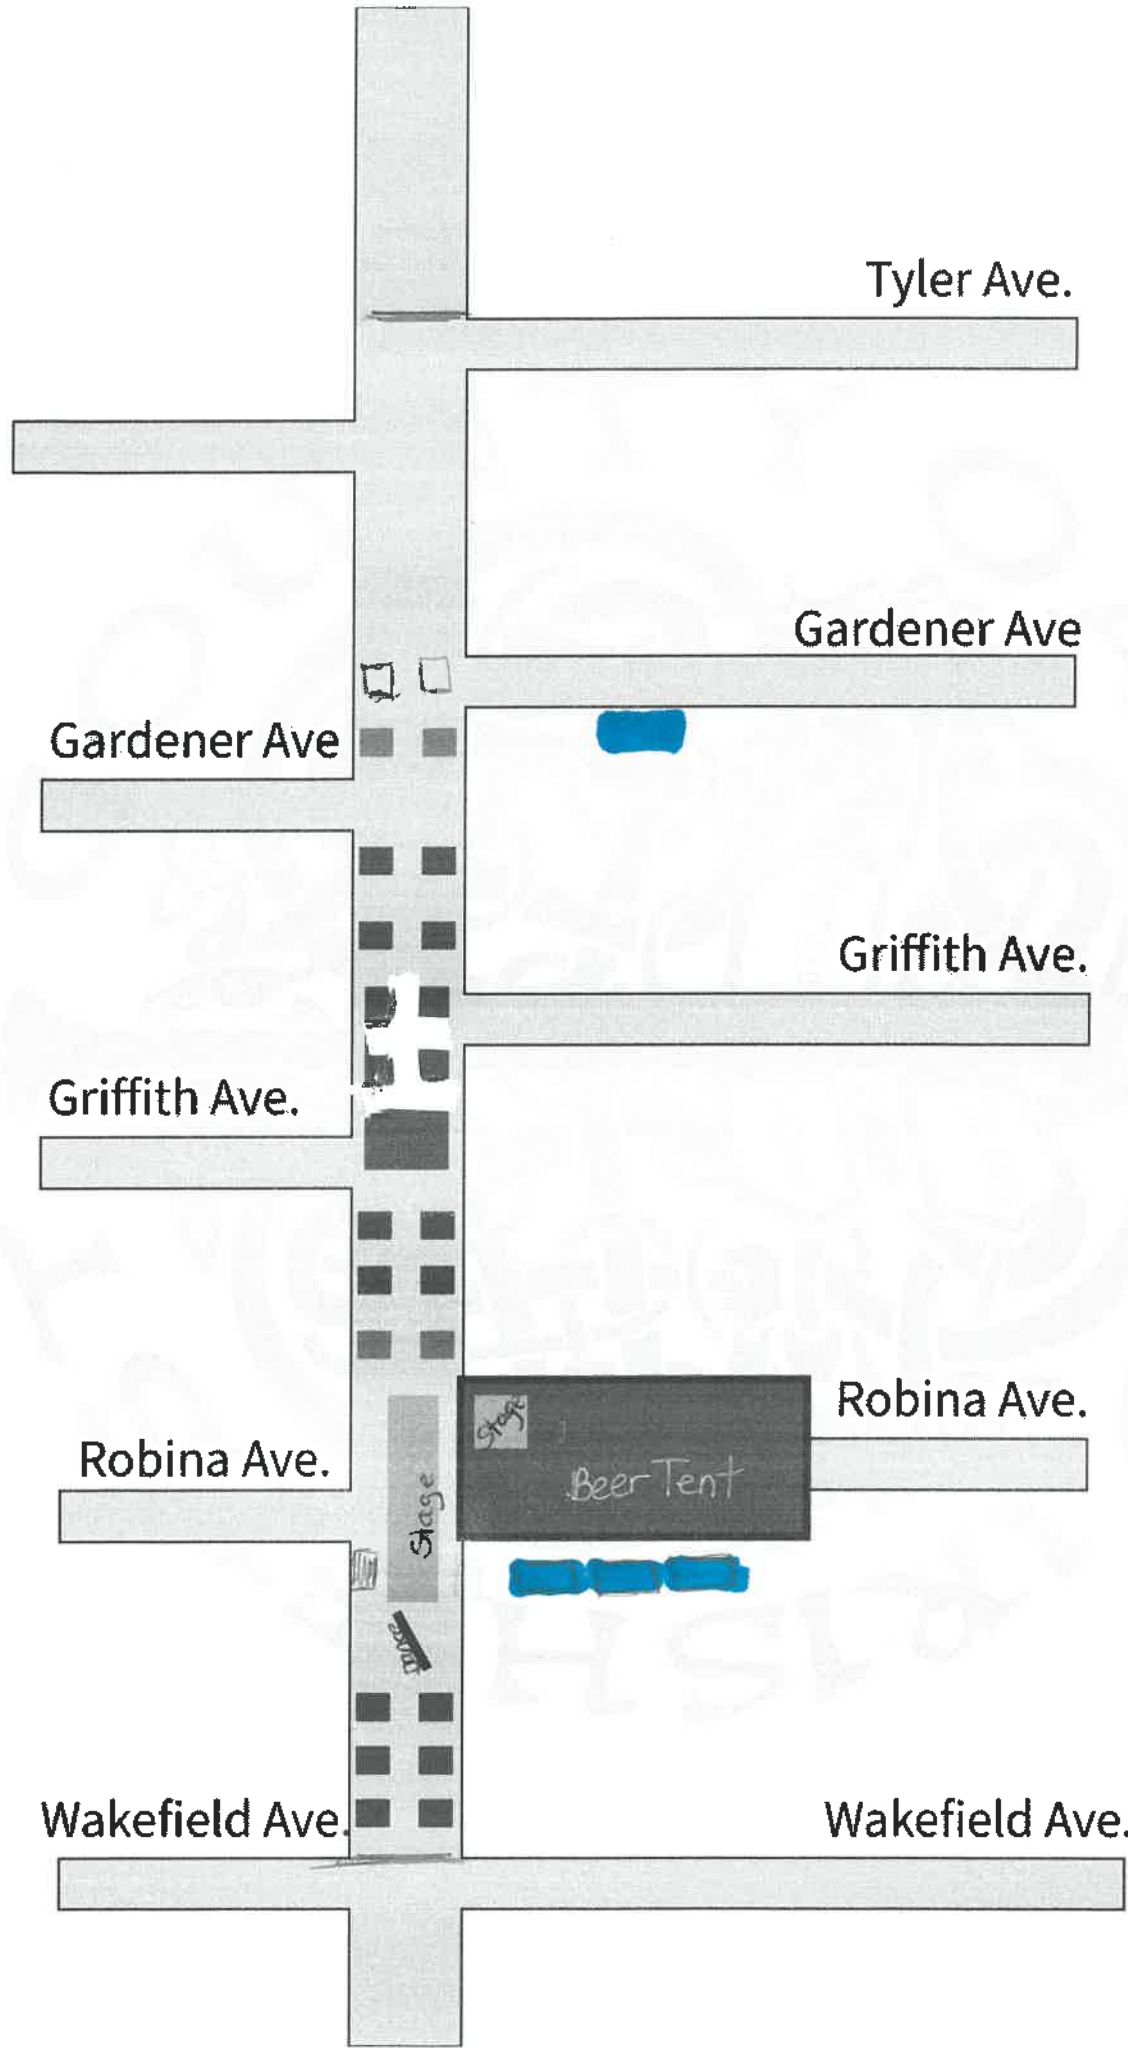 Tyler Ave.
Gardener Ave
Gardener Ave
Griffith Ave.
Griffith Ave.
Stage
Robina Ave.
Beer Tent
Robina Ave.
Stage
Wakefield Ave.
Wakefield Ave.